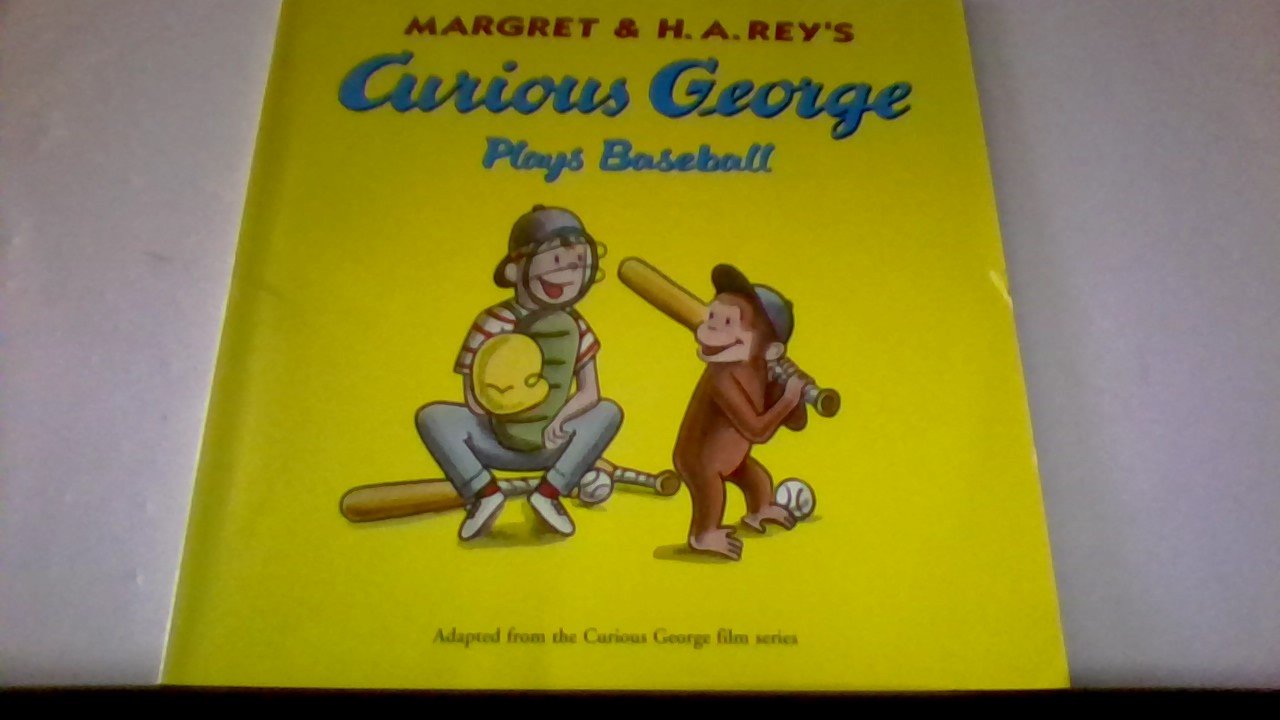 MARGRET & H. A. REY'S
Curious George
Plays Baseball
Adapted from the Curious George film series